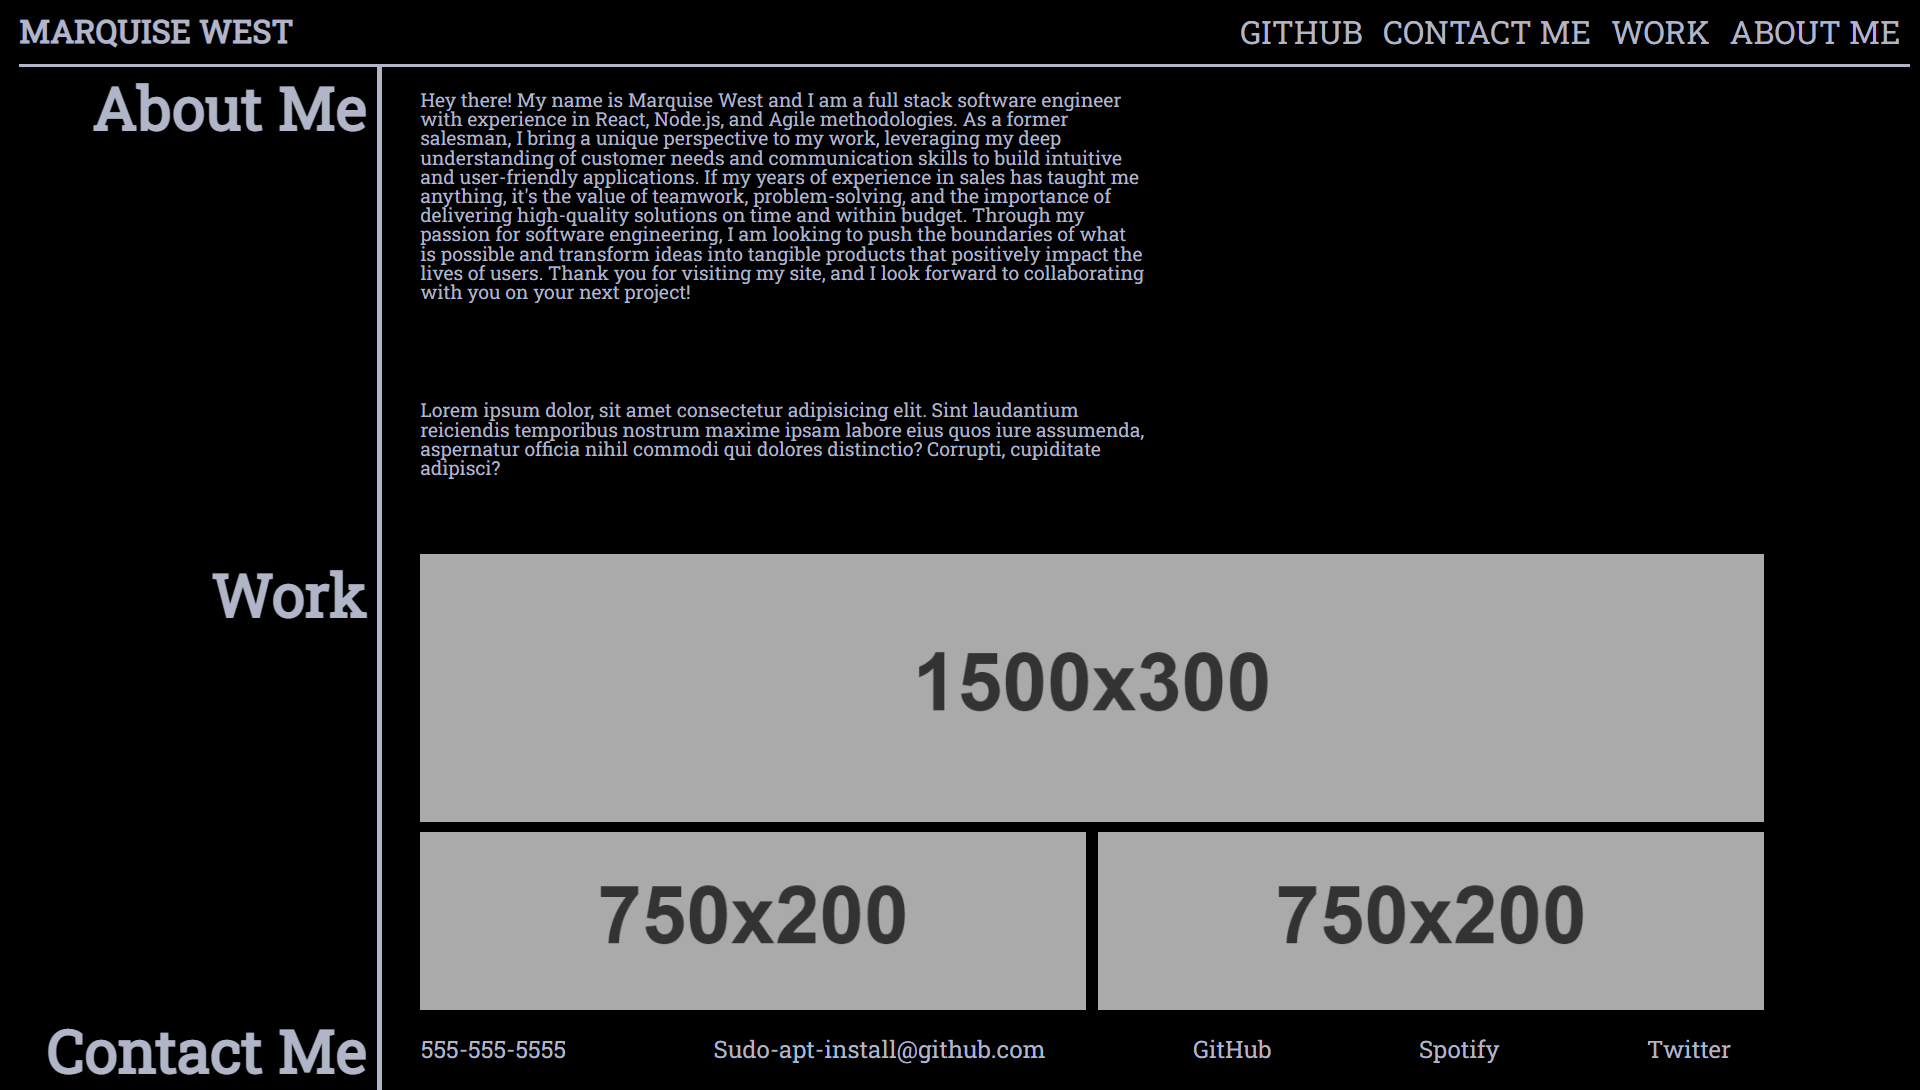 MARQUISE WEST
GITHUB CONTACT ME WORK ABOUT ME
About Me
Hey there! My name is Marquise West and I am a full stack software engineer
with experience in React, Node.js, and Agile methodologies. As a former
salesman, I bring a unique perspective to my work, leveraging my deep
understanding of customer needs and communication skills to build intuitive
and user-friendly applications. If my years of experience in sales has taught me
anything, it's the value of teamwork, problem-solving, and the importance of
delivering high-quality solutions on time and within budget. Through my
passion for software engineering, I am looking to push the boundaries of what
is possible and transform ideas into tangible products that positively impact the
lives of users. Thank you for visiting my site, and I look forward to collaborating
with you on your next project!
Lorem ipsum dolor, sit amet consectetur adipisicing elit. Sint laudantium
reiciendis temporibus nostrum maxime ipsam labore eius quos iure assumenda,
aspernatur officia nihil commodi qui dolores distinctio? Corrupti, cupiditate
adipisci?
Work
1500x300
750x200
750x200
Contact Me
555-555-5555
Sudo-apt-install@github.com
GitHub
Spotify
Twitter